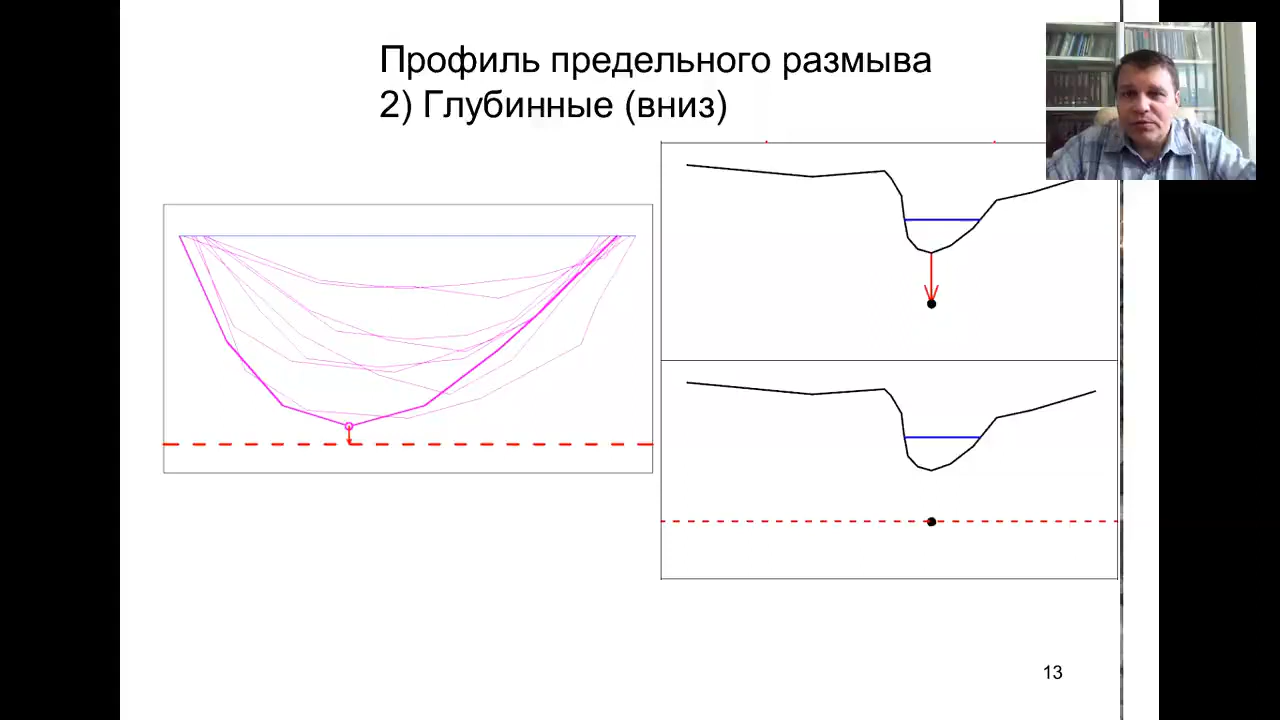 Профиль предельного размыва
2) Глубинные (вниз)
13